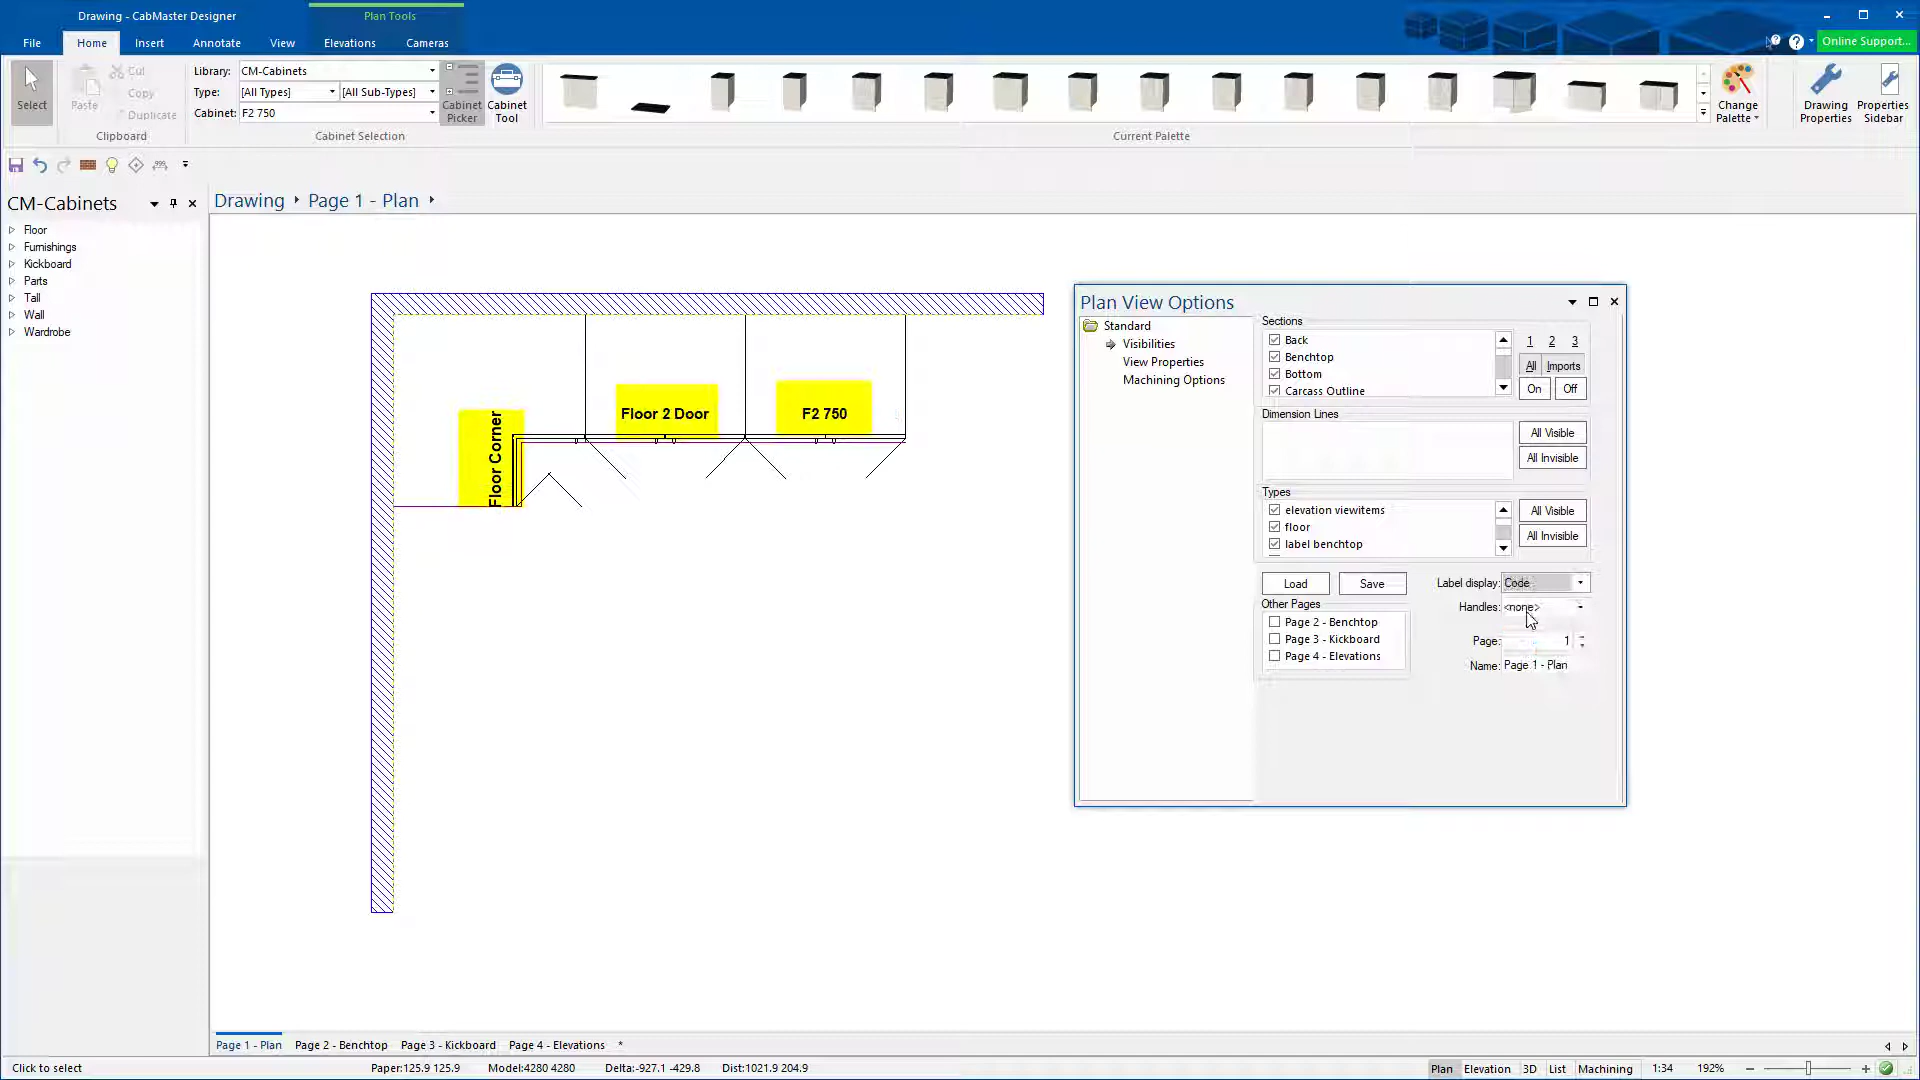 Drawing - CabMaster Designer
Plan Tools
File
Home
Insert
Annotate
View
Elevations
Cameras
Online Support...
Select
Paste
Cut
Copy
Duplicate
Clipboard
Library:
CM-Cabinets
Type:
[All Types]
[All Sub-Types]
Cabinet:
F2 750
Cabinet Selection
Cabinet
Picker
Cabinet
Tool
Current Palette
Change
Palette
Drawing
Properties
Properties
Sidebar
CM-Cabinets
Floor
Furnishings
Kickboard
Parts
Tall
Wall
Wardrobe
Drawing
Page 1 - Plan
Floor Corner
Floor 2 Door
F2 750
Plan View Options
Standard
Visibilities
View Properties
Machining Options
Sections
Back
Benchtop
Bottom
Carcass Outline
1 2 3
All
Imports
On
Off
Dimension Lines
All Visible
All Invisible
Types
elevation viewitems
floor
label benchtop
All Visible
All Invisible
Load
Save
Label display:
Code
Handles:
<none>
Other Pages
Page 2 - Benchtop
Page 3 - Kickboard
Page 4 - Elevations
Page:
1
Name:
Page 1 - Plan
Page 1 - Plan
Page 2 - Benchtop
Page 3 - Kickboard
Page 4 - Elevations
*
Click to select
Paper:125.9 125.9
Model:4280 4280
Delta:-927.1 -429.8
Dist:1021.9 204.9
Plan
Elevation
3D
List
Machining
1:34
192%